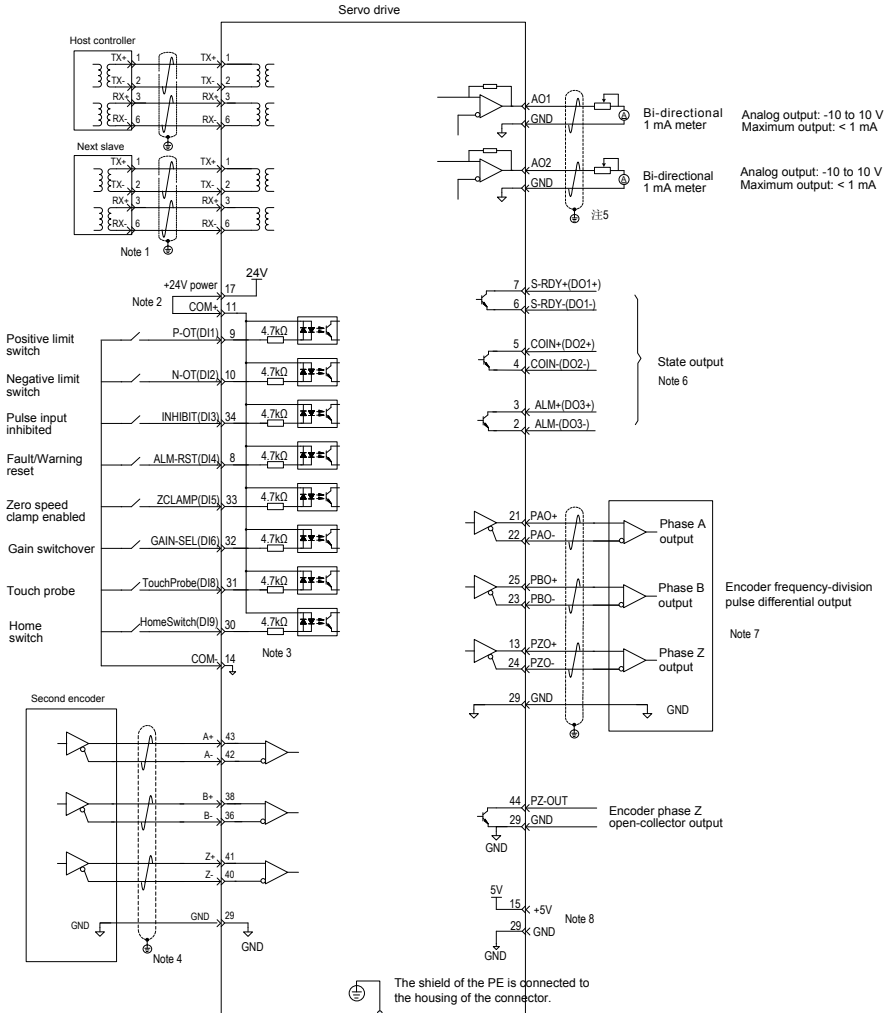 Servo drive
Host controller
TX+ 1 TX+ 1
TX- 2 TX- 2
RX+ 3 RX+ 3
RX- 6 RX- 6
Next slave
TX+ 1 TX+ 1
TX- 2 TX- 2
RX+ 3 RX+ 3
RX- 6 RX- 6
Note 1
24V
+24V power 17
Note 2
COM+ 11
Positive limit
switch
P-OT(DI1) 9 4.7kΩ
Negative limit
switch
N-OT(DI2) 10 4.7kΩ
Pulse input
inhibited
INHIBIT(DI3) 34 4.7kΩ
Fault/Warning
reset
ALM-RST(DI4) 8 4.7kΩ
Zero speed
clamp enabled
ZCLAMP(DI5) 33 4.7kΩ
Gain switchover
GAIN-SEL(DI6) 32 4.7kΩ
Touch probe
TouchProbe(DI8) 31 4.7kΩ
Home
switch
HomeSwitch(DI9) 30 4.7kΩ
Note 3
COM- 14
Second encoder
A+ 43
A- 42
B+ 38
B- 36
Z+ 41
Z- 40
GND GND 29
GND
Note 4
AO1
GND
A
Bi-directional
1 mA meter
Analog output: -10 to 10 V
Maximum output: < 1 mA
AO2
GND
A
Bi-directional
1 mA meter
Analog output: -10 to 10 V
Maximum output: < 1 mA
注5
7 S-RDY+(DO1+)
6 S-RDY-(DO1-)
5 COIN+(DO2+)
4 COIN-(DO2-)
3 ALM+(DO3+)
2 ALM-(DO3-)
State output
Note 6
21 PAO+
22 PAO-
Phase A
output
25 PBO+
23 PBO-
Phase B
output
13 PZO+
24 PZO-
Phase Z
output
29 GND
GND
Encoder frequency-division
pulse differential output
Note 7
44 PZ-OUT
29 GND
GND
Encoder phase Z
open-collector output
5V
15 +5V
29 GND
GND
Note 8
The shield of the PE is connected to
the housing of the connector.